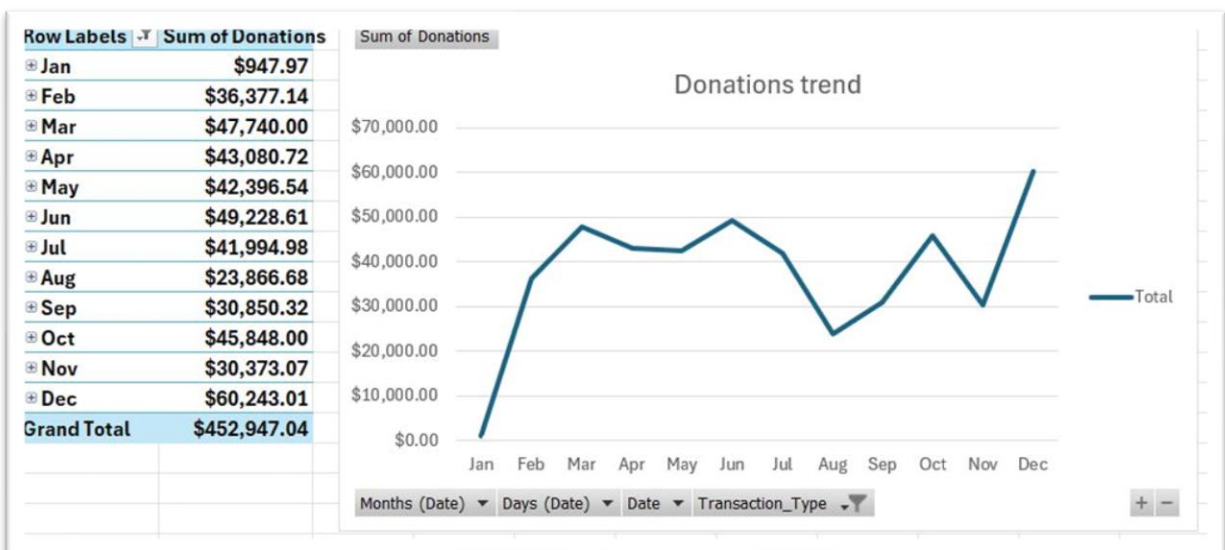 Row Labels Sum of Donations
Jan $947.97
Feb $36,377.14
Mar $47,740.00
Apr $43,080.72
May $42,396.54
Jun $49,228.61
Jul $41,994.98
Aug $23,866.68
Sep $30,850.32
Oct $45,848.00
Nov $30,373.07
Dec $60,243.01
Grand Total $452,947.04
Sum of Donations
Donations trend
$70,000.00
$60,000.00
$50,000.00
$40,000.00
$30,000.00
$20,000.00
$10,000.00
$0.00
Jan Feb Mar Apr May Jun Jul Aug Sep Oct Nov Dec
Total
Months (Date) Days (Date) Date Transaction_Type
+ −